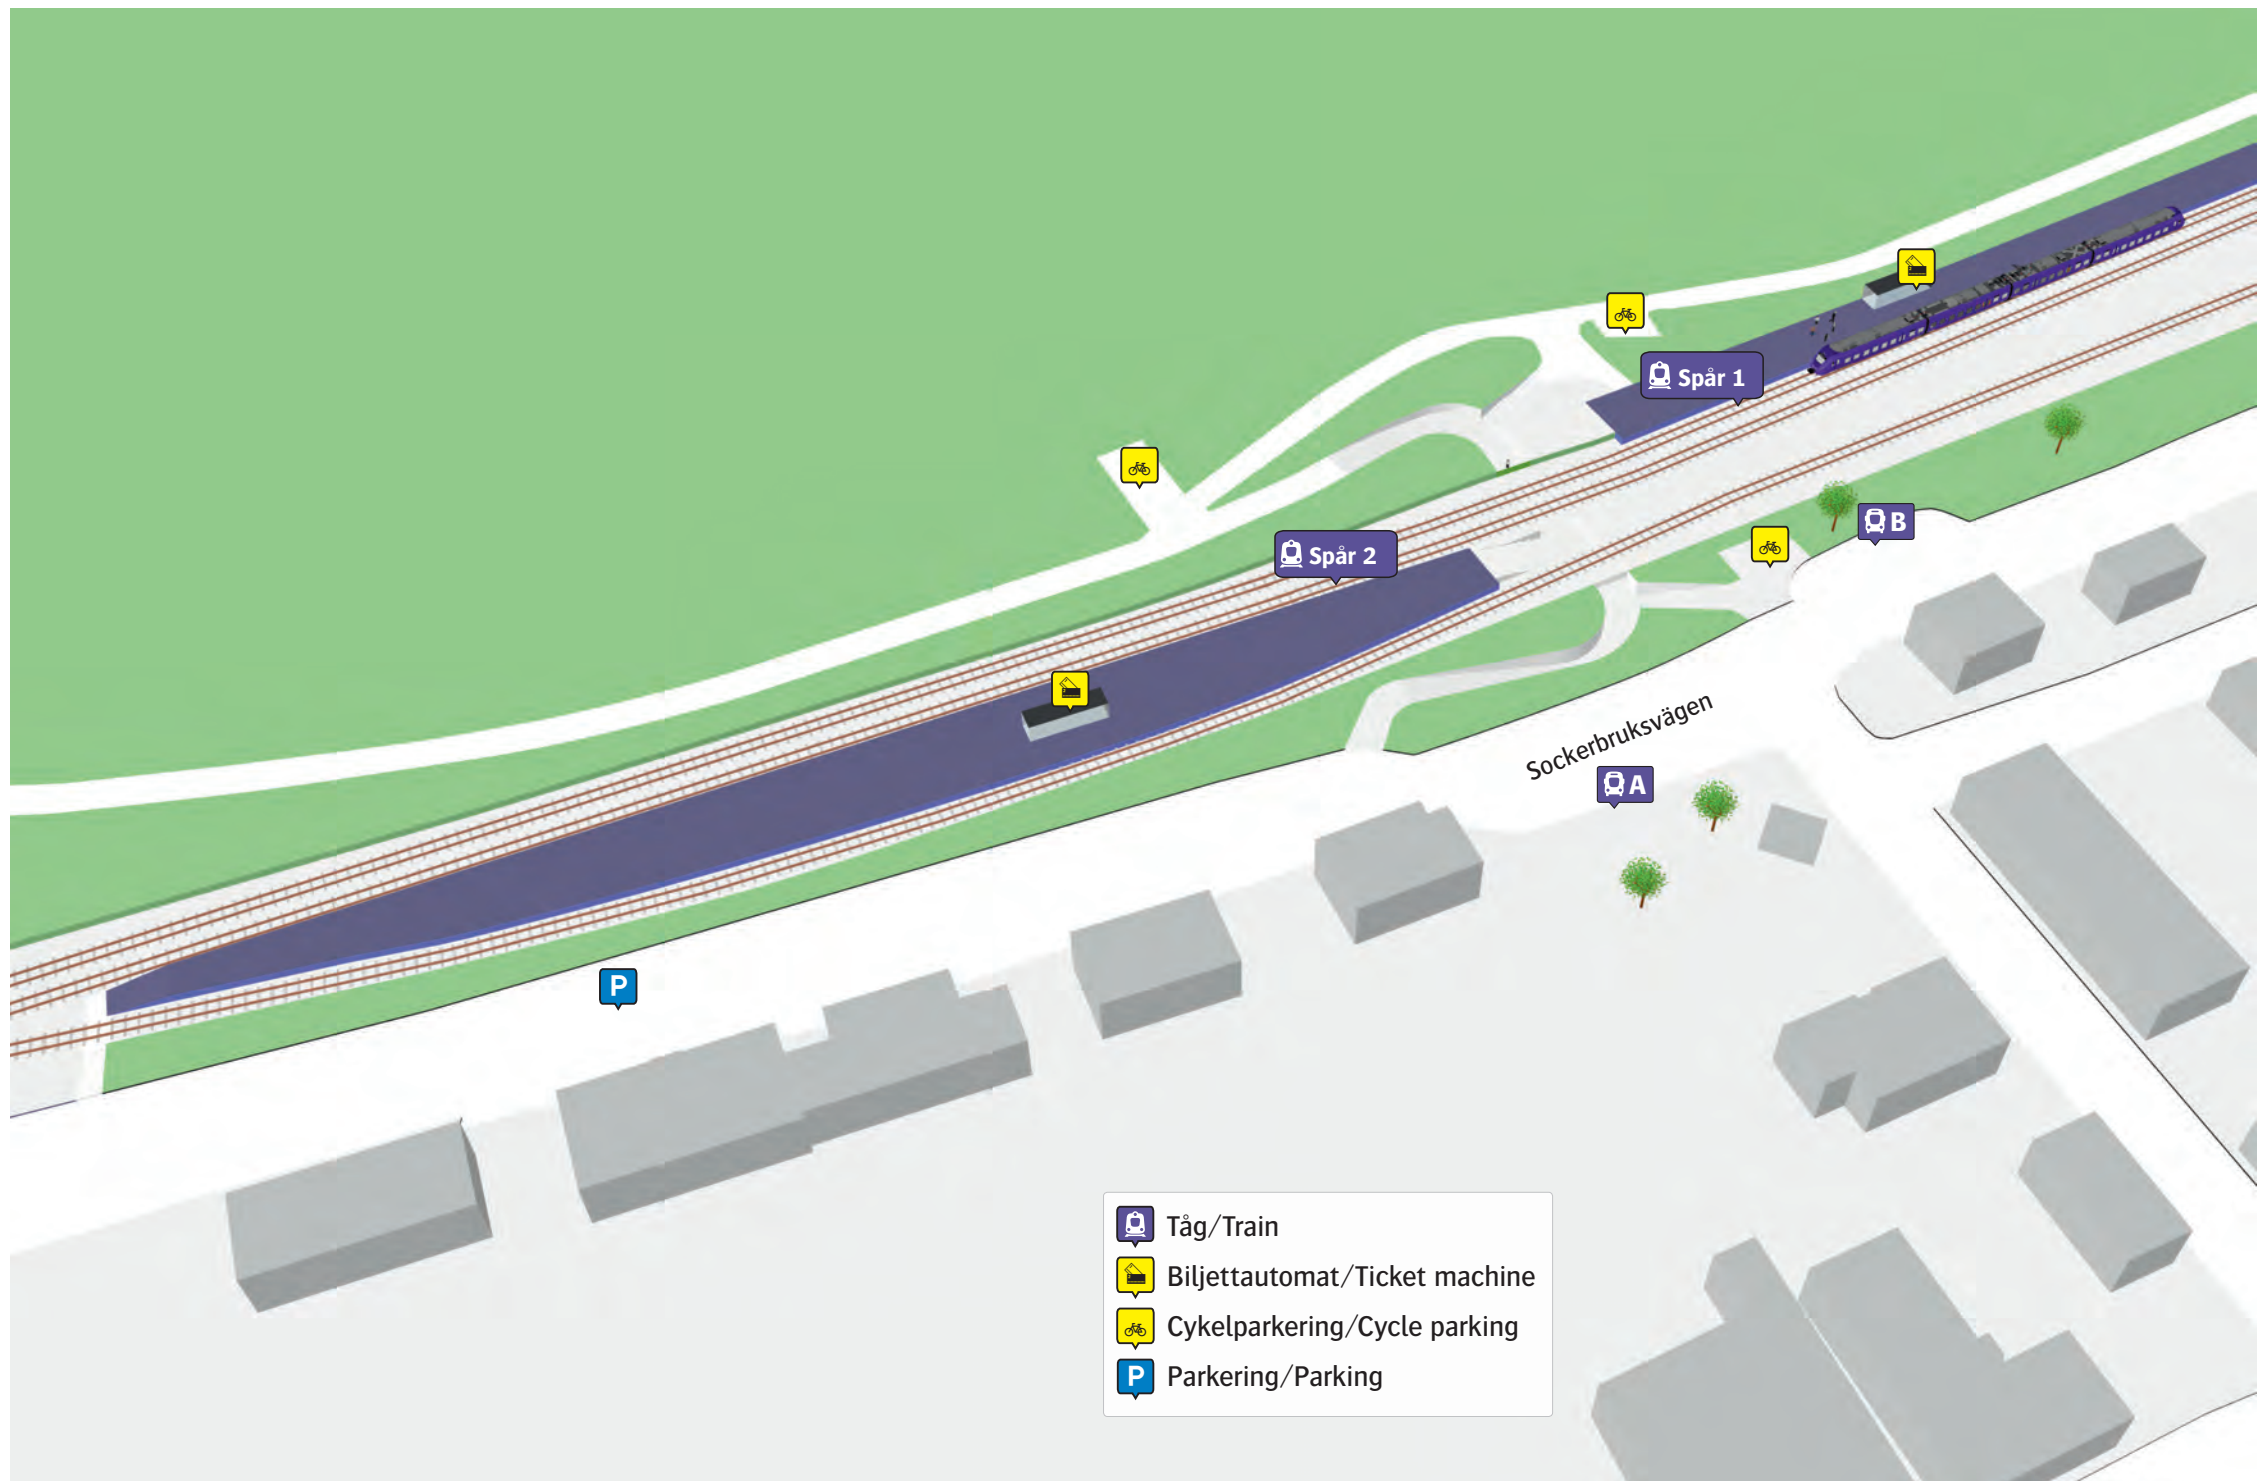 Spår 1
B
Spår 2
Sockerbruksvägen
A
P
Tåg/Train
Biljettautomat/Ticket machine
Cykelparkering/Cycle parking
P Parkering/Parking